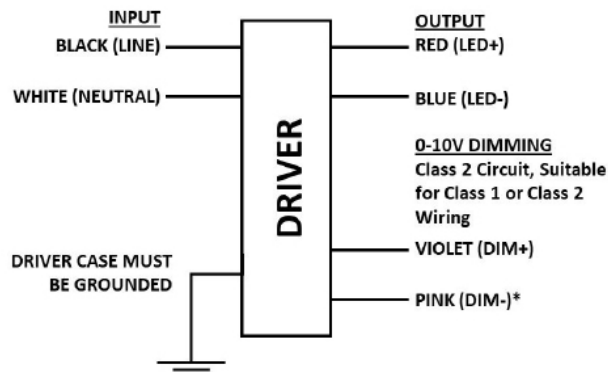 INPUT
BLACK (LINE)
WHITE (NEUTRAL)
DRIVER CASE MUST
BE GROUNDED
DRIVER
OUTPUT
RED (LED+)
BLUE (LED-)
0-10V DIMMING
Class 2 Circuit, Suitable
for Class 1 or Class 2
Wiring
VIOLET (DIM+)
PINK (DIM-)*